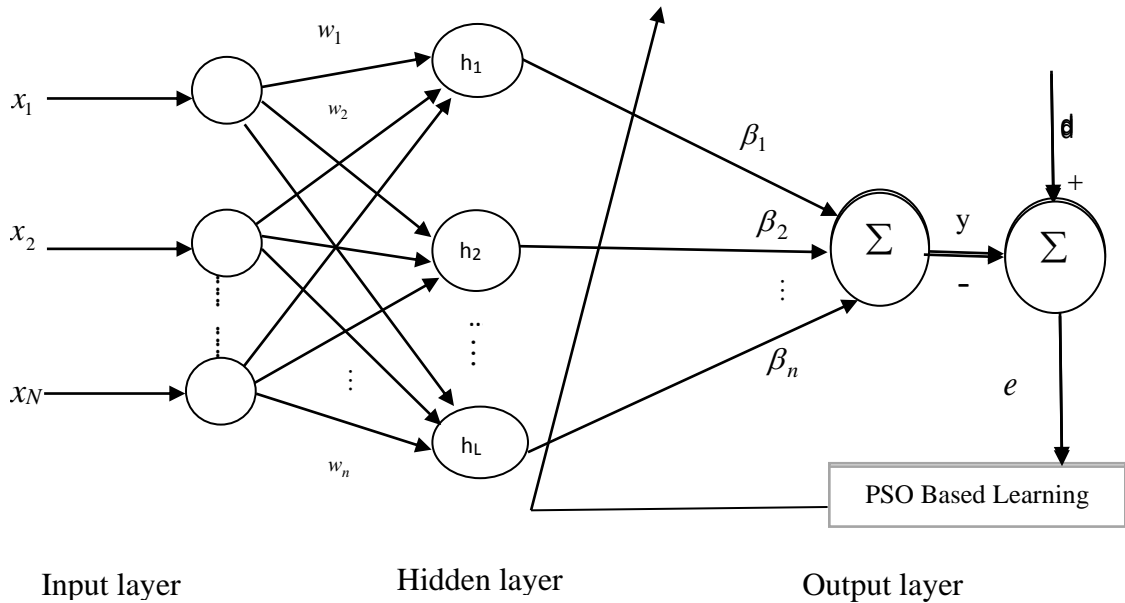 w₁
h₁
x₁
w₂
β₁
d
+
x₂
h₂
β₂
Σ
y
-
Σ
⋮
..
⋮
⋮
xN
βₙ
e
wₙ
hL
PSO Based Learning
Input layer
Hidden layer
Output layer